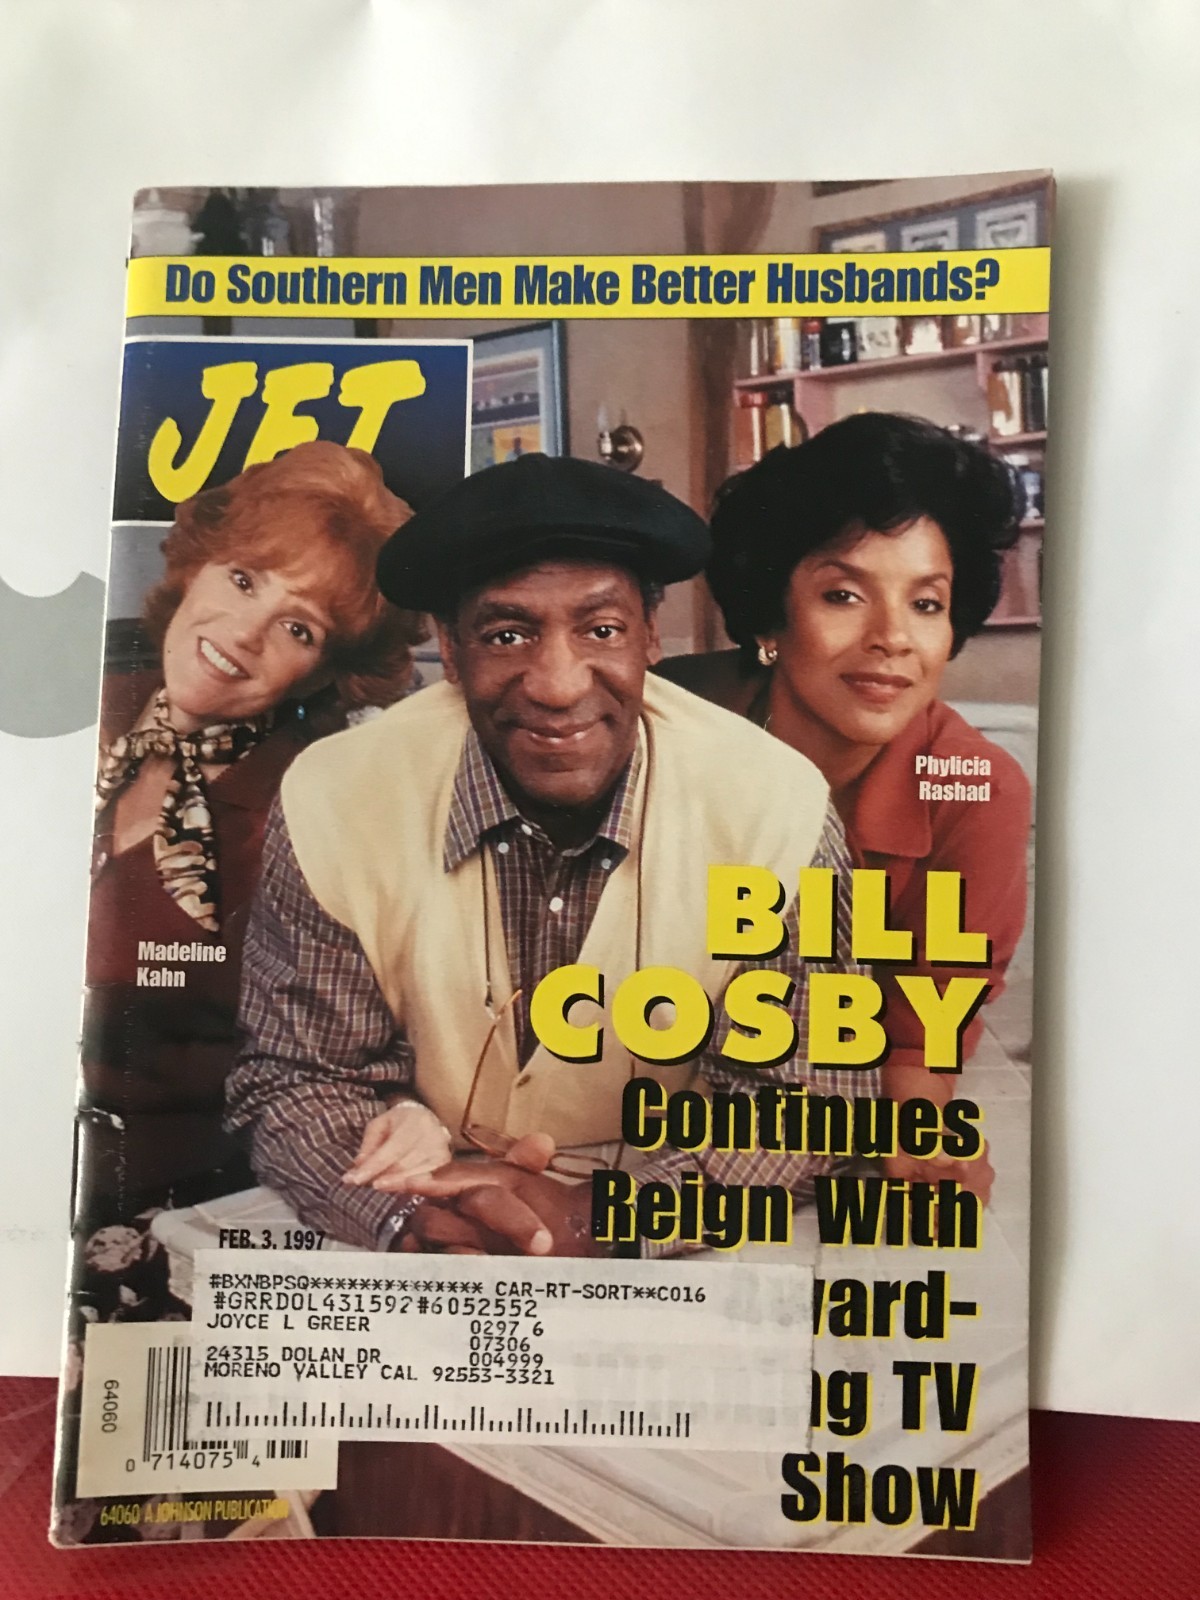 Do Southern Men Make Better Husbands?
JET
Phylicia
Rashad
Madeline
Kahn
BILL
COSBY
Continues
Reign With
ward-
ng TV
Show
FEB. 3, 1997
#BXNBPSQ************** CAR-RT-SORT**C016
#GRRDOL431592#6052552
JOYCE L GREER 0297 6
07306
24315 DOLAN DR 004999
MORENO VALLEY CAL 92553-3321
64060
0 714075 4
64060 A JOHNSON PUBLICATION